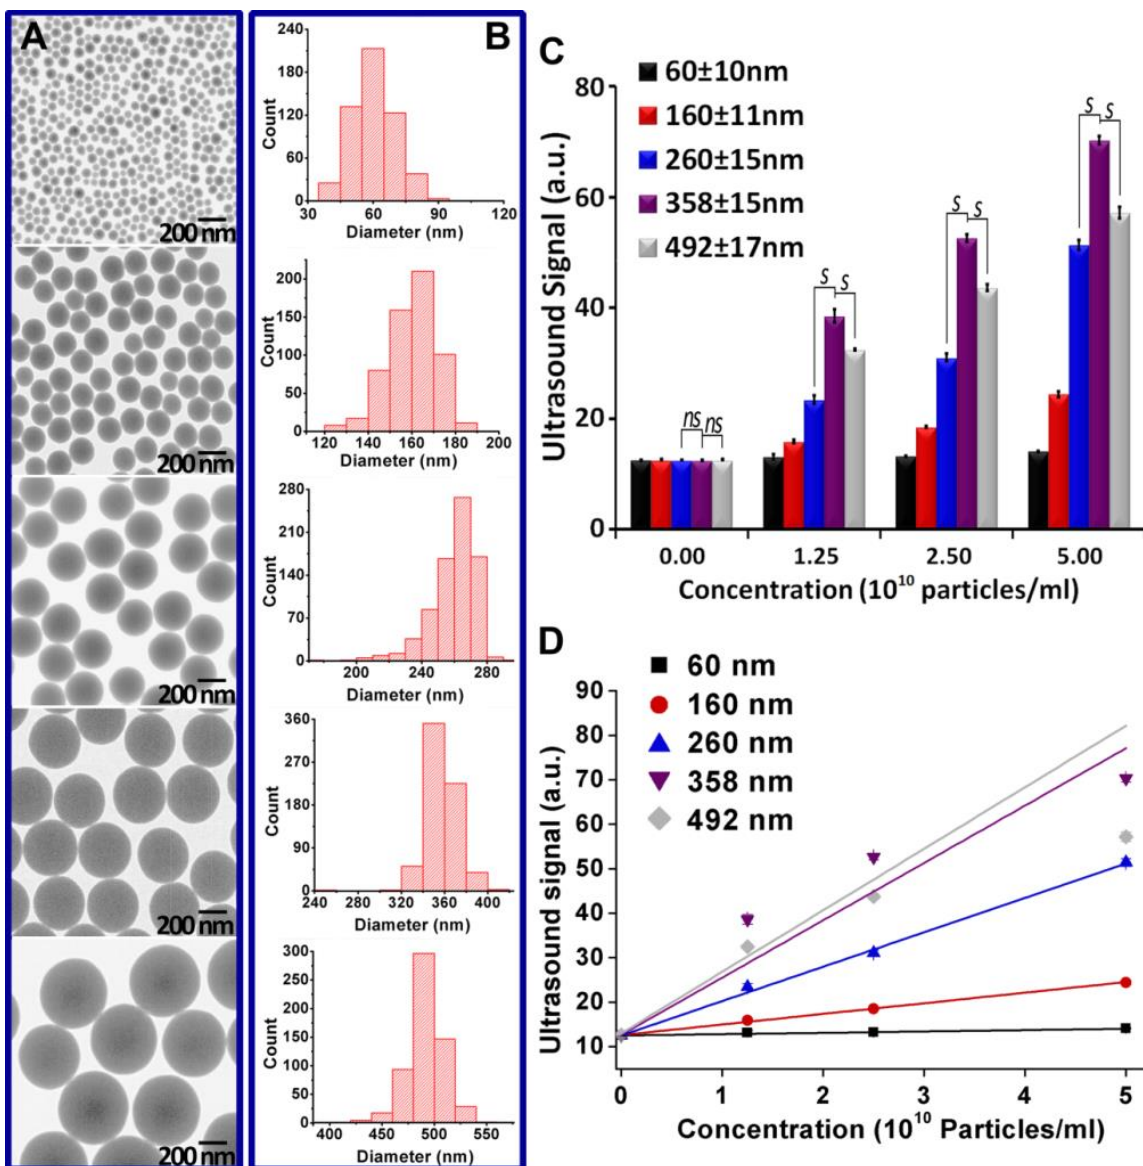 A
200 nm
200 nm
200 nm
200 nm
200 nm
B
240
180
120
60
0
Count
30 60 90 120
Diameter (nm)
200
150
100
50
0
Count
120 140 160 180 200
Diameter (nm)
280
210
140
70
0
Count
200 240 280
Diameter (nm)
360
270
180
90
0
Count
240 280 320 360 400
Diameter (nm)
300
250
200
150
100
50
0
Count
400 450 500 550
Diameter (nm)
C
60±10nm
160±11nm
260±15nm
358±15nm
492±17nm
80
60
40
20
0
Ultrasound Signal (a.u.)
ns ns
s s
s s
s s
0.00 1.25 2.50 5.00
Concentration (10¹⁰ particles/ml)
D
60 nm
160 nm
260 nm
358 nm
492 nm
90
80
70
60
50
40
30
20
10
Ultrasound signal (a.u.)
0 1 2 3 4 5
Concentration (10¹⁰ Particles/ml)